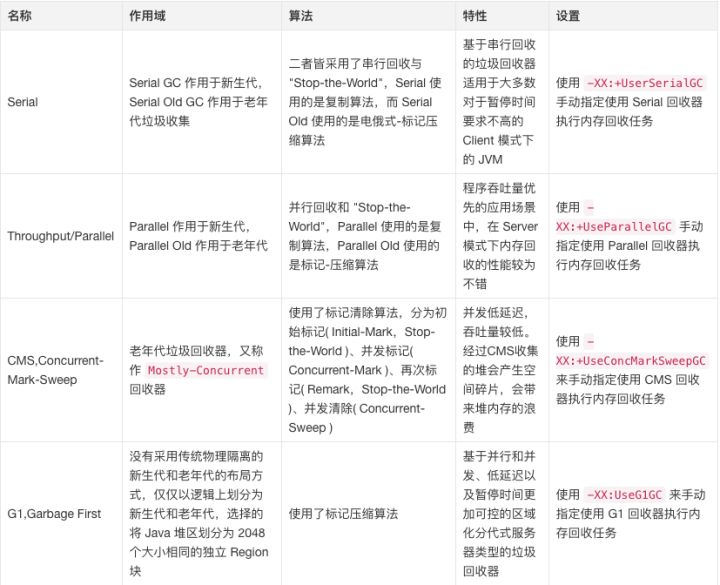 名称
作用域
算法
特性
设置
Serial
Serial GC 作用于新生代，
Serial Old GC 作用于老年
代垃圾收集
二者皆采用了串行回收与
"Stop-the-World"，Serial 使
用的是复制算法，而 Serial
Old 使用的是电俄式-标记压
缩算法
基于串行回收
的垃圾回收器
适用于大多数
对于暂停时间
要求不高的
Client 模式下
的 JVM
使用 -XX:+UserSerialGC
手动指定使用 Serial 回收器
执行内存回收任务
Throughput/Parallel
Parallel 作用于新生代，
Parallel Old 作用于老年代
并行回收和 "Stop-the-
World"，Parallel 使用的是复
制算法，Parallel Old 使用的
是标记-压缩算法
程序吞吐量优
先的应用场景
中，在 Server
模式下内存回
收的性能较为
不错
使用 -
XX:+UseParallelGC 手动
指定使用 Parallel 回收器执
行内存回收任务
CMS,Concurrent-
Mark-Sweep
老年代垃圾回收器，又称
作 Mostly-Concurrent
回收器
使用了标记清除算法，分为
初始标记( Initial-Mark，Stop-
the-World )、并发标记(
Concurrent-Mark )、再次标
记( Remark，Stop-the-World
)、并发清除( Concurrent-
Sweep )
并发低延迟，
吞吐量较低。
经过CMS收集
的堆会产生空
间碎片，会带
来堆内存的浪
费
使用 -
XX:+UseConcMarkSweepGC
来手动指定使用 CMS 回收
器执行内存回收任务
G1,Garbage First
没有采用传统物理隔离的
新生代和老年代的布局方
式，仅仅以逻辑上划分为
新生代和老年代，选择的
将 Java 堆区划分为 2048
个大小相同的独立 Region
块
使用了标记压缩算法
基于并行和并
发、低延迟以
及暂停时间更
加可控的区域
化分代式服务
器类型的垃圾
回收器
使用 -XX:UseG1GC 来手动
指定使用 G1 回收器执行内
存回收任务